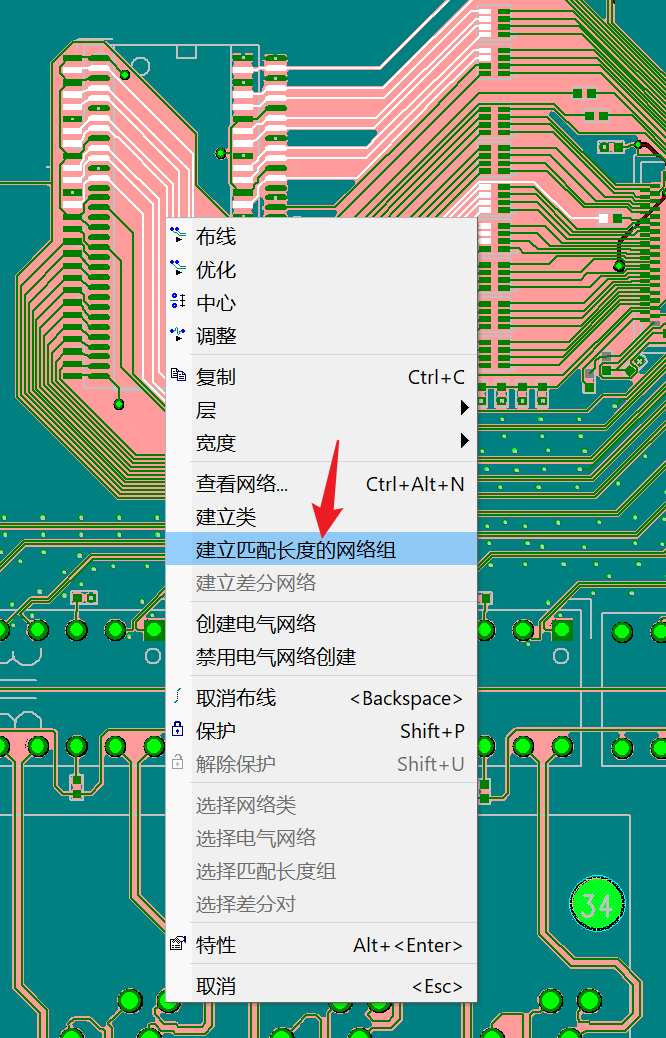 布线
优化
中心
调整
复制 Ctrl+C
层
宽度
查看网络... Ctrl+Alt+N
建立类
建立匹配长度的网络组
建立差分网络
创建电气网络
禁用电气网络创建
取消布线 <Backspace>
保护 Shift+P
解除保护 Shift+U
选择网络类
选择电气网络
选择匹配长度组
选择差分对
34
特性 Alt+<Enter>
取消 <Esc>